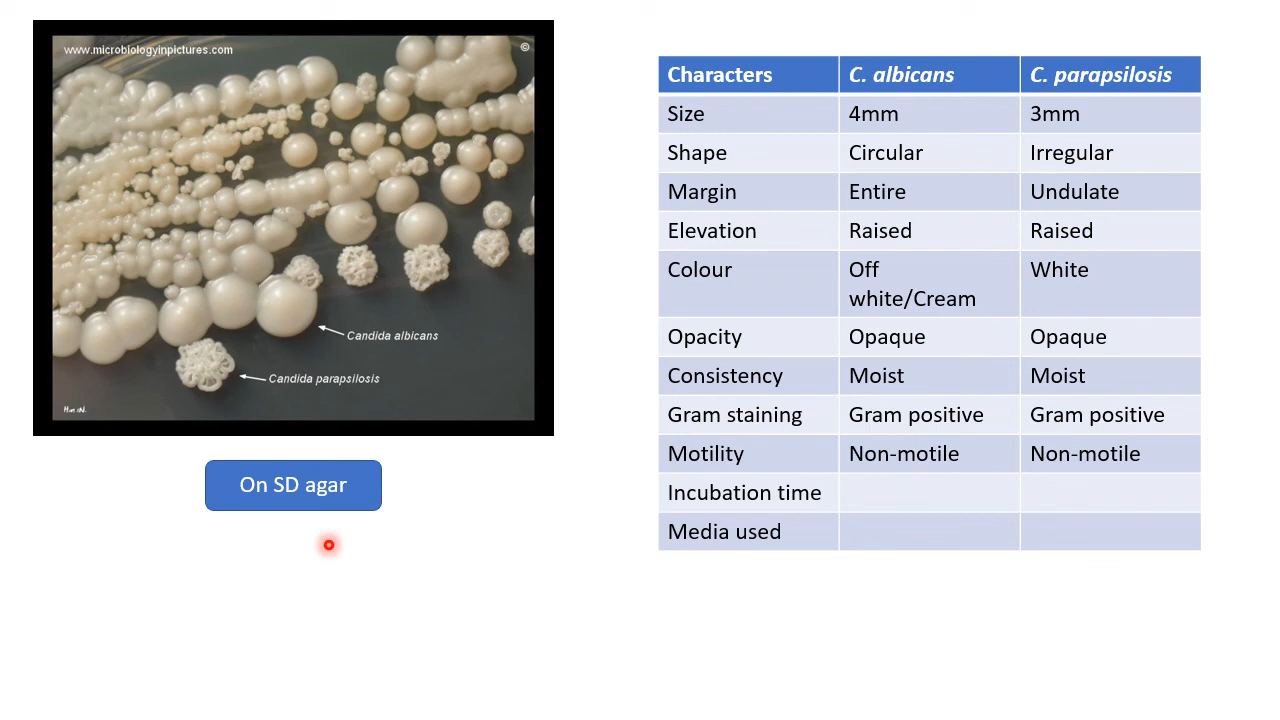 www.microbiologyinpictures.com
©
Candida albicans
Candida parapsilosis
On SD agar
Characters C. albicans C. parapsilosis
Size 4mm 3mm
Shape Circular Irregular
Margin Entire Undulate
Elevation Raised Raised
Colour Off White
white/Cream
Opacity Opaque Opaque
Consistency Moist Moist
Gram staining Gram positive Gram positive
Motility Non-motile Non-motile
Incubation time
Media used